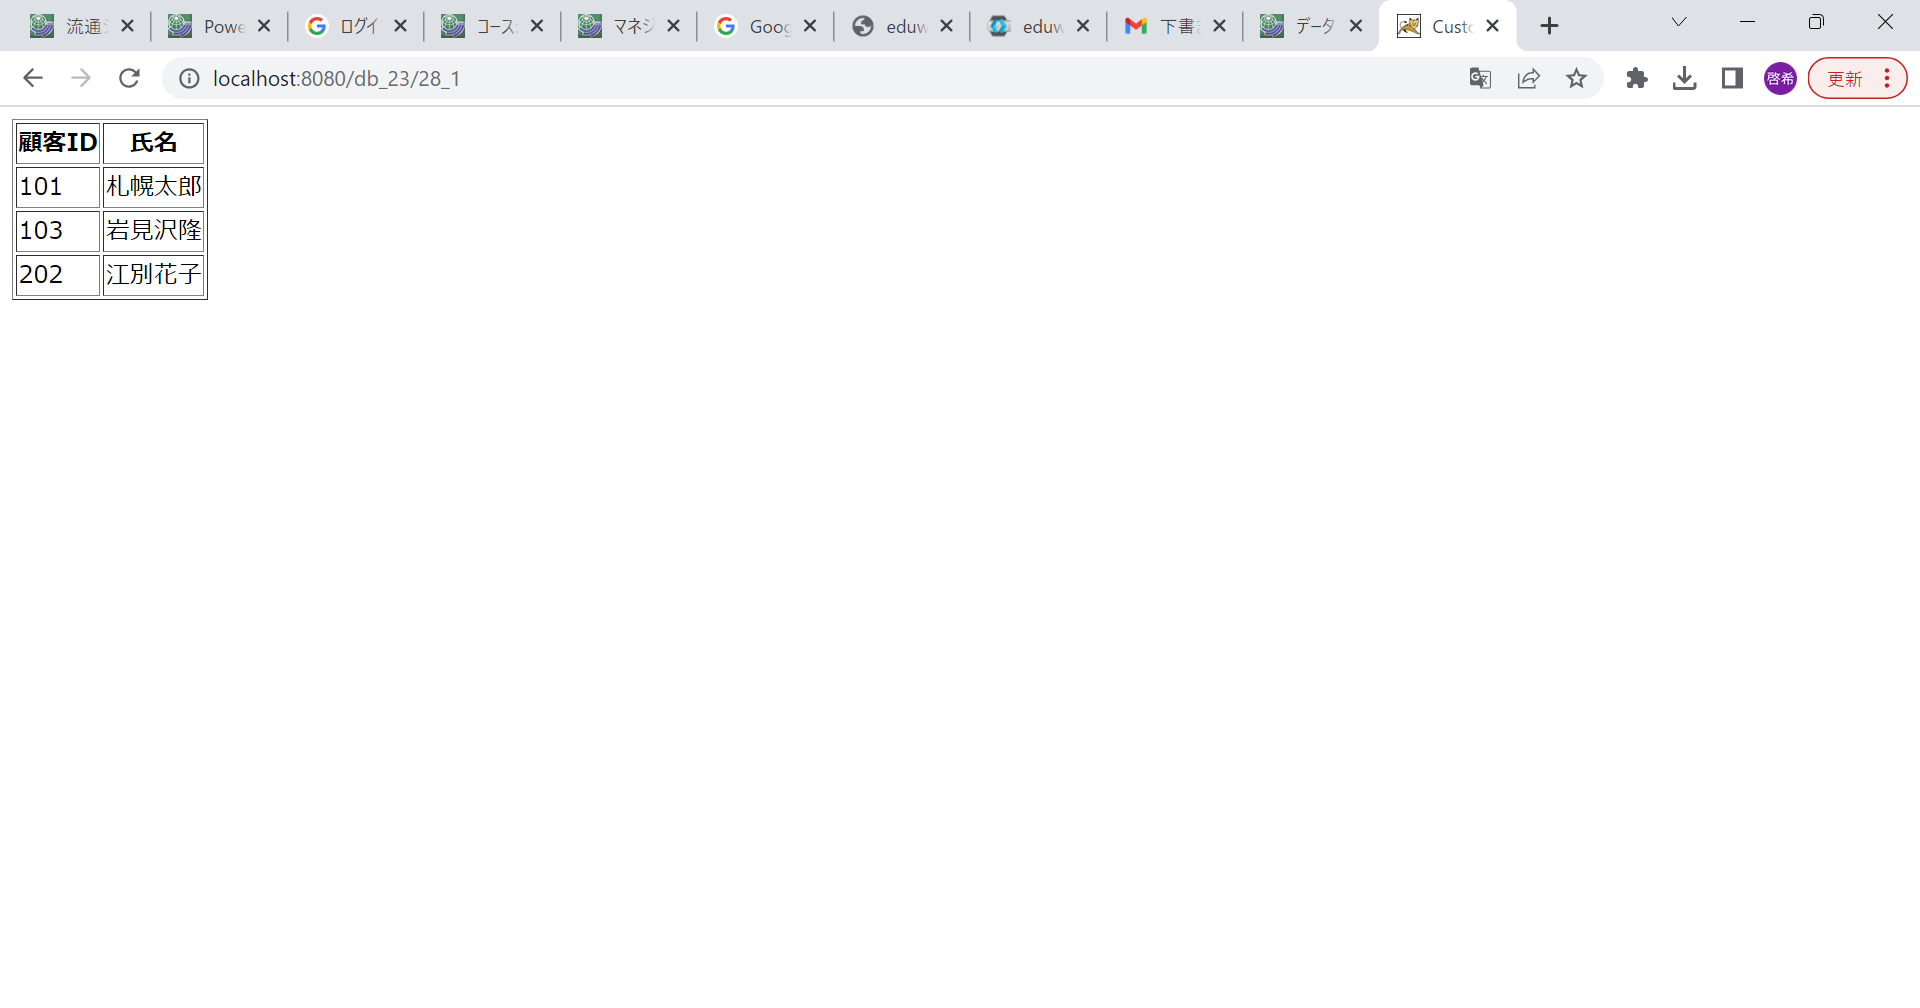 流通 Powe ログイ コース マネジ Goog eduw eduw 下書 データ Custo
localhost:8080/db_23/28_1 啓希 更新
顧客ID 氏名
101 札幌太郎
103 岩見沢隆
202 江別花子